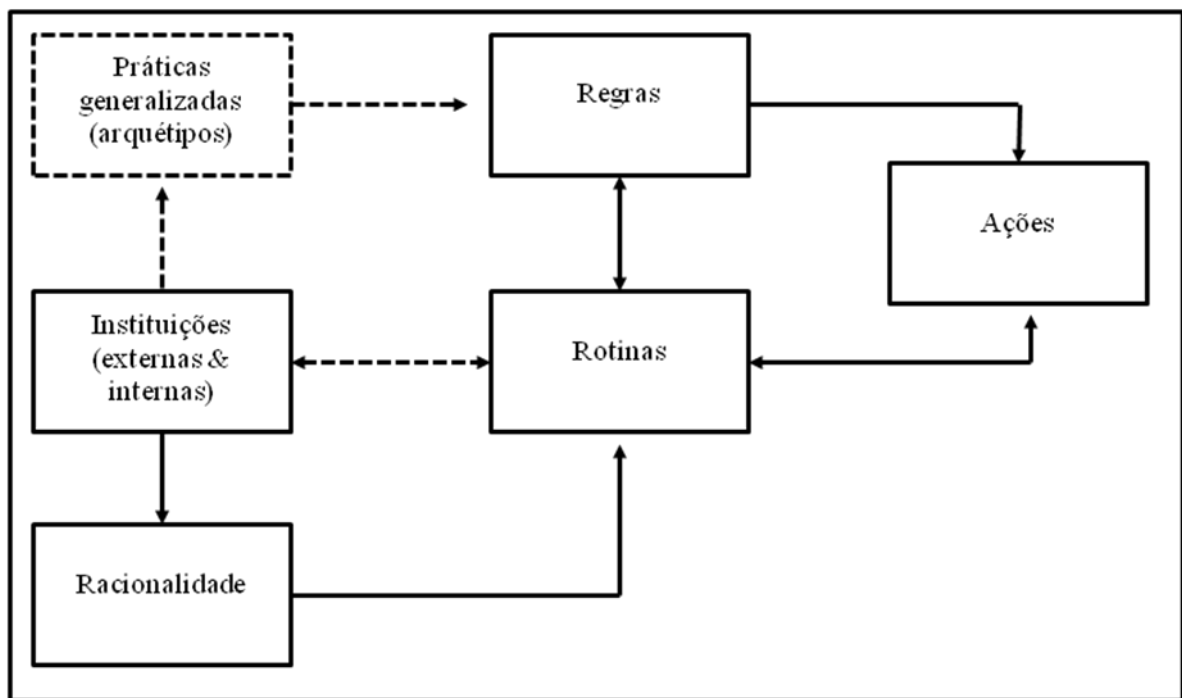 Práticas
generalizadas
(arquétipos)
Regras
Ações
Instituições
(externas &
internas)
Rotinas
Racionalidade